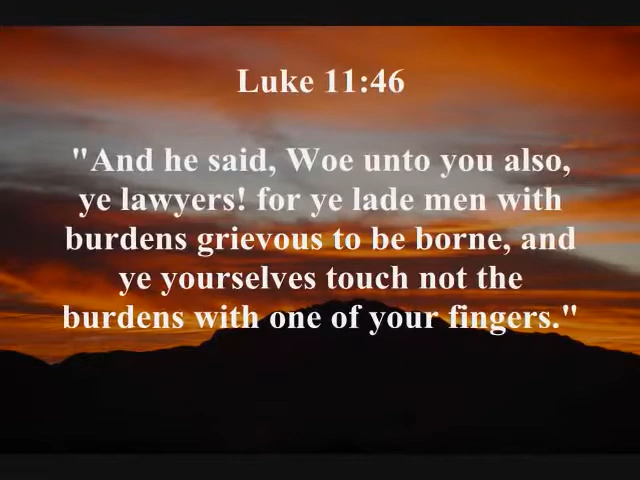 Luke 11:46
"And he said, Woe unto you also,
ye lawyers! for ye lade men with
burdens grievous to be borne, and
ye yourselves touch not the
burdens with one of your fingers."